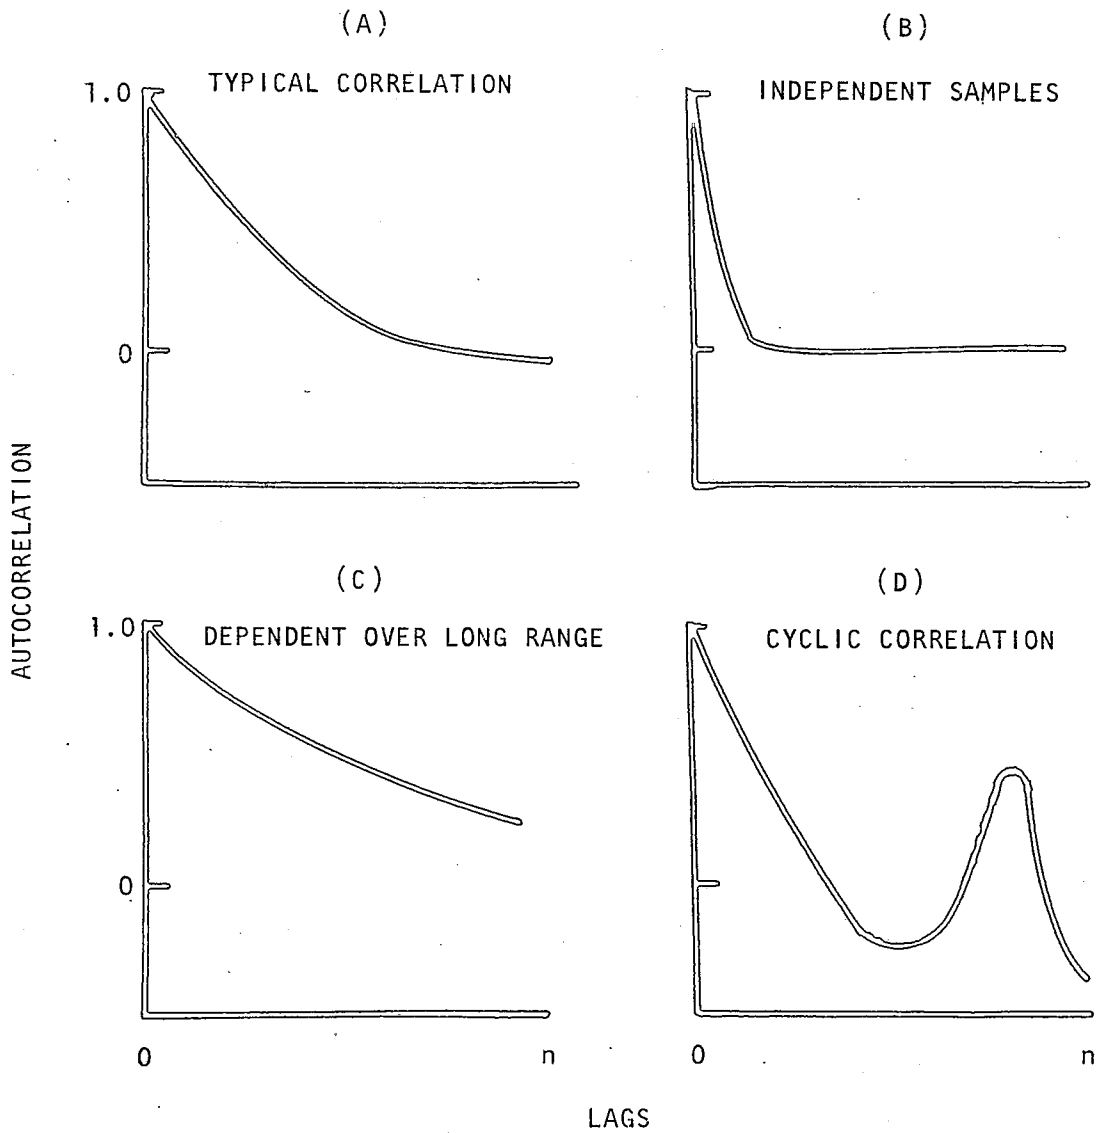 (A)
TYPICAL CORRELATION
1.0
0
(B)
INDEPENDENT SAMPLES
AUTOCORRELATION
(C)
DEPENDENT OVER LONG RANGE
1.0
0
0
n
(D)
CYCLIC CORRELATION
0
n
LAGS